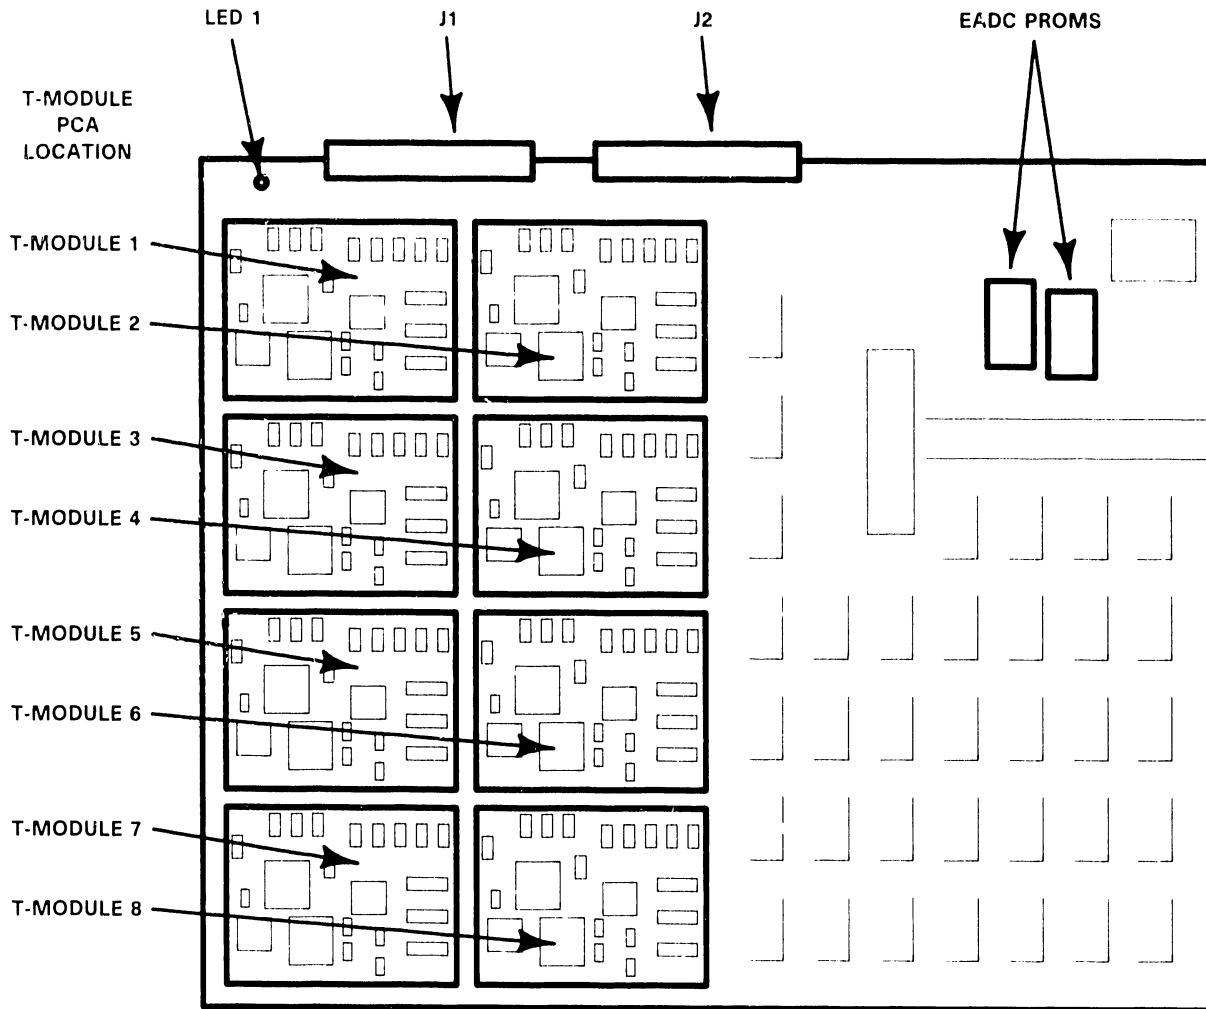 LED 1
J1
J2
EADC PROMS
T-MODULE
PCA
LOCATION
T-MODULE 1
T-MODULE 2
T-MODULE 3
T-MODULE 4
T-MODULE 5
T-MODULE 6
T-MODULE 7
T-MODULE 8